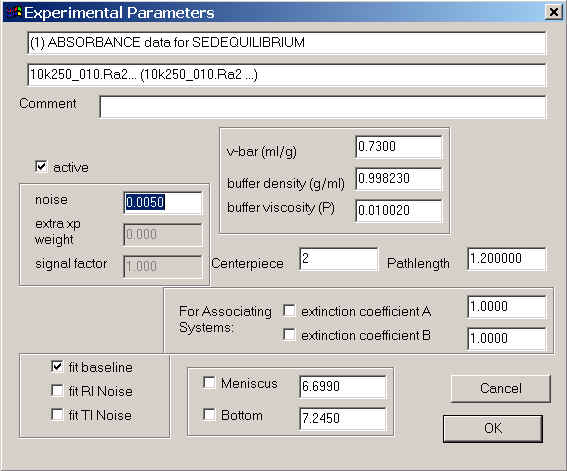 Experimental Parameters
(1) ABSORBANCE data for SEDEQUILIBRIUM
10k250_010.Ra2... (10k250_010.Ra2 ...)
Comment
v-bar (ml/g) 0.7300
buffer density (g/ml) 0.998230
buffer viscosity (P) 0.010020
active
noise 0.0050
extra xp
weight 0.000
signal factor 1.000
Centerpiece 2 Pathlength 1.200000
For Associating
Systems:
extinction coefficient A 1.0000
extinction coefficient B 1.0000
fit baseline
fit RI Noise
fit TI Noise
Meniscus 6.6990
Bottom 7.2450
Cancel
OK